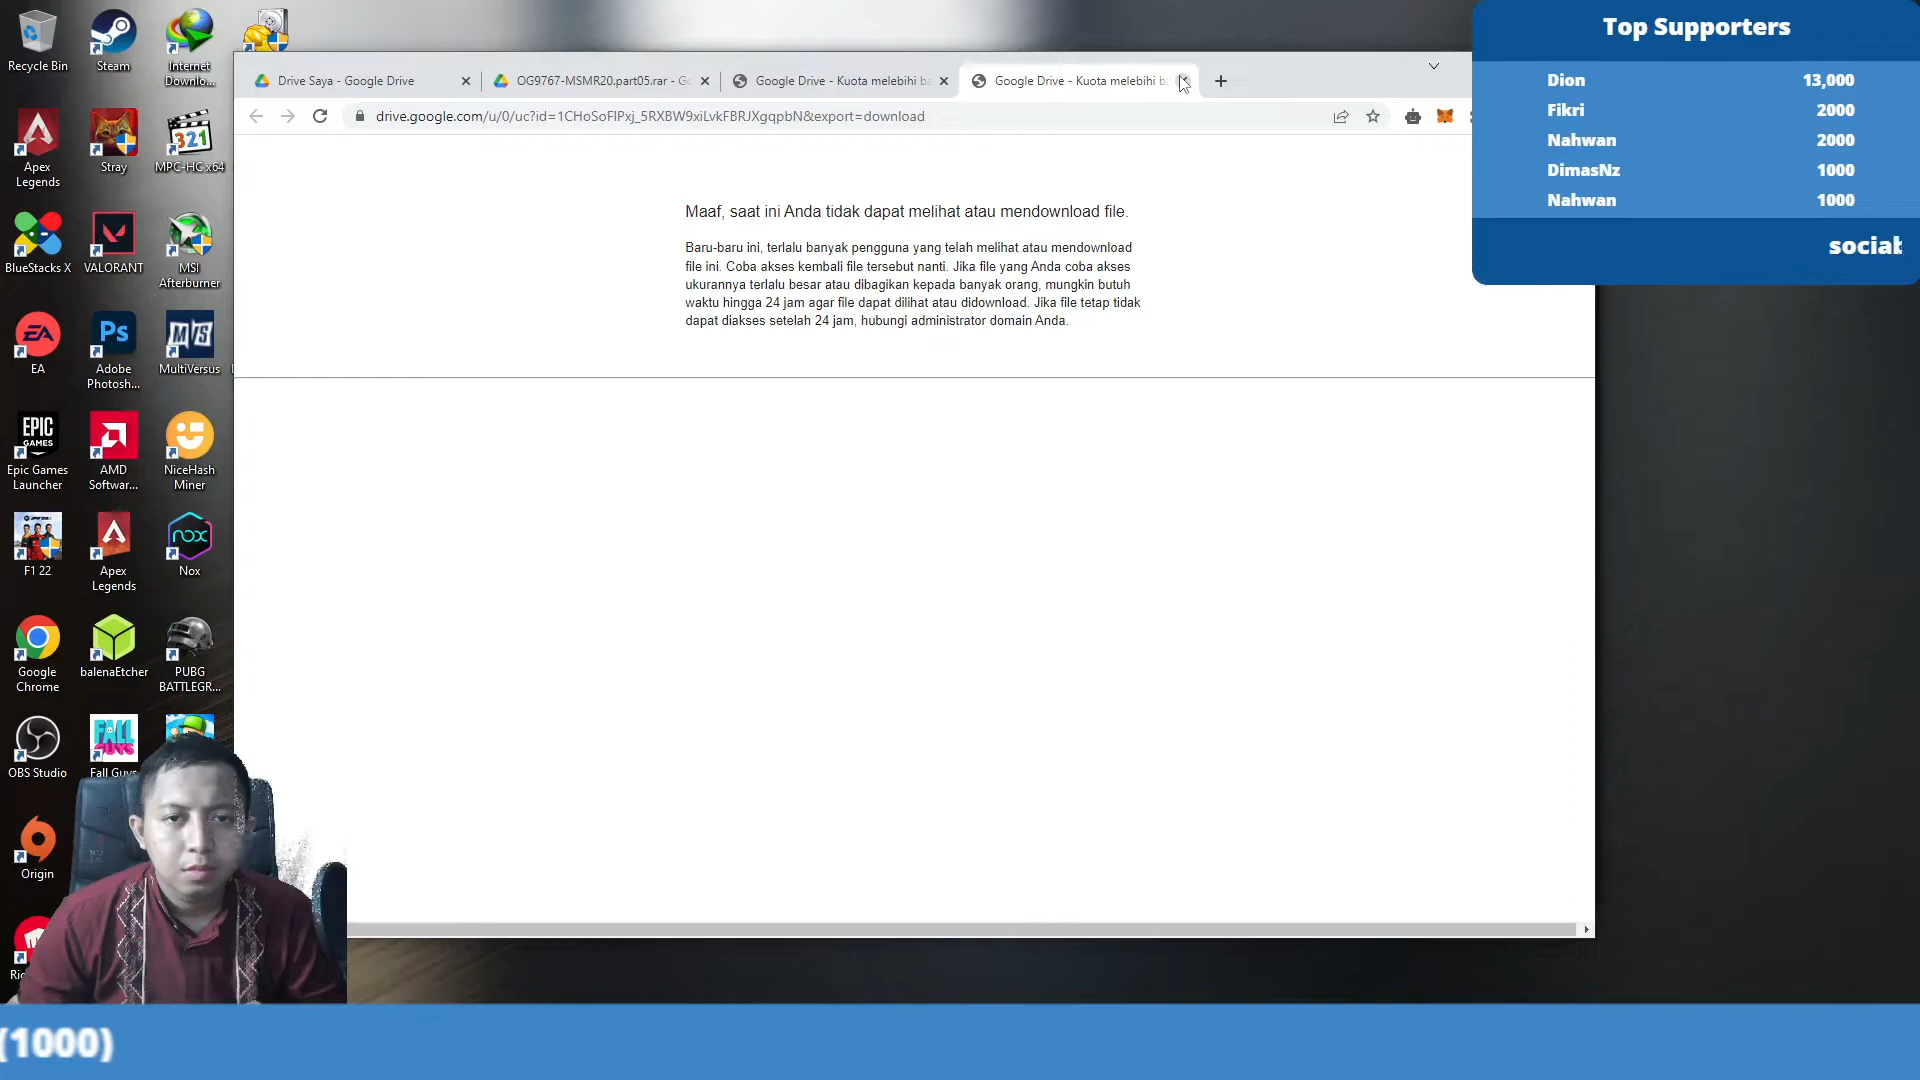 Recycle Bin
Steam
Internet
Downlo...
Apex
Legends
Stray
MPC-HC x64
BlueStacks X
VALORANT
MSI
Afterburner
EA
Adobe
Photosh...
MultiVersus
Epic Games
Launcher
AMD
Softwar...
NiceHash
Miner
F1 22
Apex
Legends
Nox
Google
Chrome
balenaEtcher
PUBG
BATTLEGR...
OBS Studio
Fall Guys
Origin
Drive Saya - Google Drive
OG9767-MSMR20.part05.rar - Go
Google Drive - Kuota melebihi ba
Google Drive - Kuota melebihi ba
drive.google.com/u/0/uc?id=1CHoSoFlPxj_5RXBW9xiLvkFBRJXgqpbN&export=download
Maaf, saat ini Anda tidak dapat melihat atau mendownload file.
Baru-baru ini, terlalu banyak pengguna yang telah melihat atau mendownload
file ini. Coba akses kembali file tersebut nanti. Jika file yang Anda coba akses
ukurannya terlalu besar atau dibagikan kepada banyak orang, mungkin butuh
waktu hingga 24 jam agar file dapat dilihat atau didownload. Jika file tetap tidak
dapat diakses setelah 24 jam, hubungi administrator domain Anda.
Top Supporters
Dion 13,000
Fikri 2000
Nahwan 2000
DimasNz 1000
Nahwan 1000
(1000)